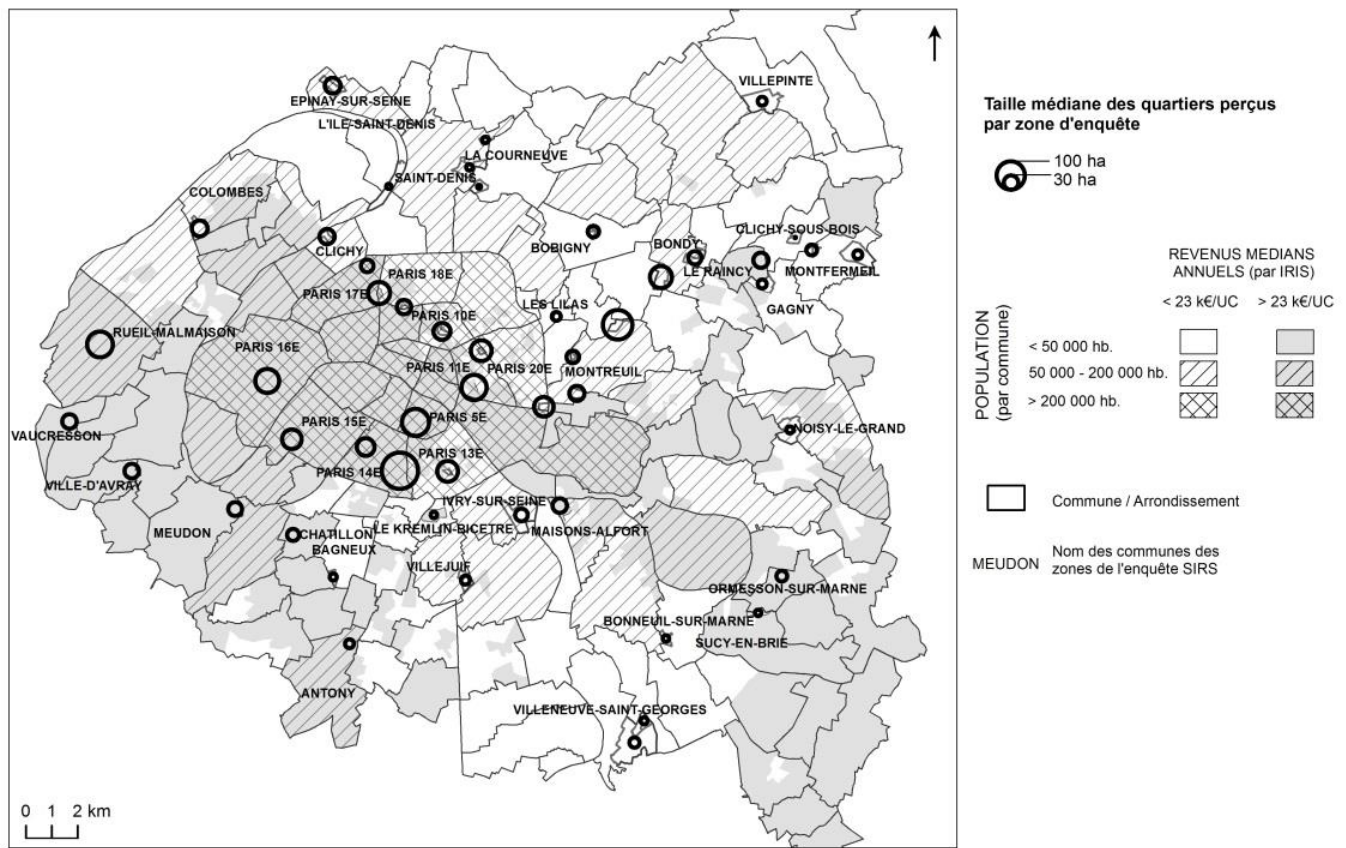 VILLEPINTE
EPINAY-SUR-SEINE
L'ILE-SAINT-DENIS
LA COURNEUVE
SAINT-DENIS
COLOMBES
CLICHY
BOBIGNY
BONDY
CLICHY-SOUS-BOIS
LE RAINCY
MONTFERMEIL
GAGNY
PARIS 18E
PARIS 17E
PARIS 10E
LES LILAS
RUEIL-MALMAISON
PARIS 16E
PARIS 11E
PARIS 20E
MONTREUIL
PARIS 15E
PARIS 5E
VAUCRESSON
NOISY-LE-GRAND
PARIS 13E
PARIS 14E
VILLE-D'AVRAY
IVRY-SUR-SEINE
LE KREMLIN-BICETRE
MAISONS-ALFORT
MEUDON
CHATILLON
BAGNEUX
VILLEJUIF
ORMESSON-SUR-MARNE
BONNEUIL-SUR-MARNE
SUCY-EN-BRIE
ANTONY
VILLENEUVE-SAINT-GEORGES
0 1 2 km
Taille médiane des quartiers perçus
par zone d'enquête
100 ha
30 ha
REVENUS MEDIANS
ANNUELS (par IRIS)
< 23 k€/UC > 23 k€/UC
POPULATION
(par commune)
< 50 000 hb.
50 000 - 200 000 hb.
> 200 000 hb.
Commune / Arrondissement
MEUDON
Nom des communes des
zones de l'enquête SIRS